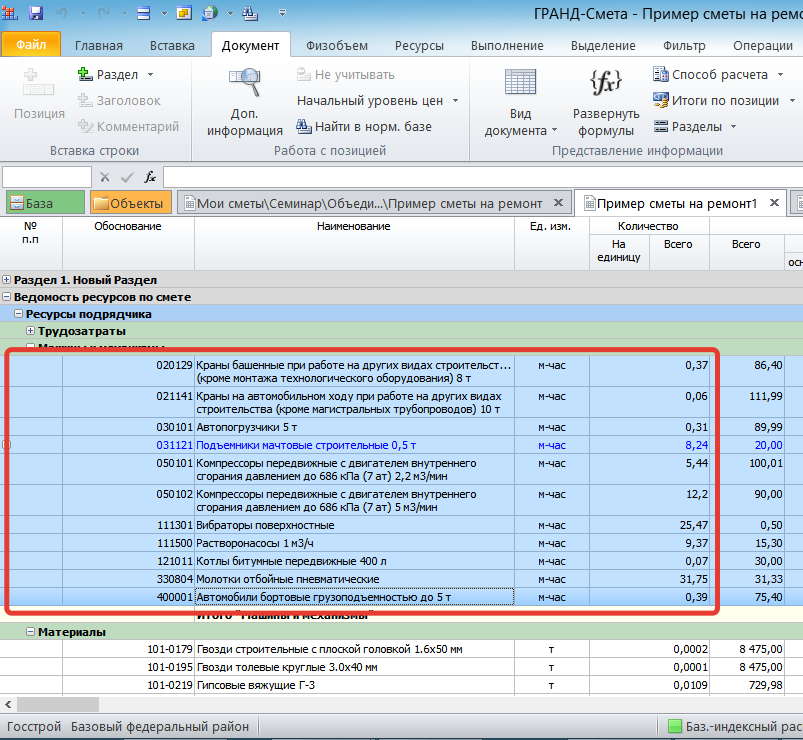 ГРАНД-Смета - Пример сметы на ремо
Файл Главная Вставка Документ Физобъем Ресурсы Выполнение Выделение Фильтр Операции
Позиция
Раздел
Заголовок
Комментарий
Вставка строки
Доп. информация
Не учитывать
Начальный уровень цен
Найти в норм. базе
Работа с позицией
Вид документа
{fx}
Развернуть формулы
Способ расчета
Итоги по позиции
Разделы
Представление информации
fx
База Объекты Мои сметы\Семинар\Объеди...\Пример сметы на ремонт Пример сметы на ремонт1
№ п.п Обоснование Наименование Ед. изм. Количество
На единицу Всего Всего
осн
Раздел 1. Новый Раздел
Ведомость ресурсов по смете
Ресурсы подрядчика
Трудозатраты
Машины и механизмы
020129 Краны башенные при работе на других видах строительст... м-час 0,37 86,40
(кроме монтажа технологического оборудования) 8 т
021141 Краны на автомобильном ходу при работе на других видах м-час 0,06 111,99
строительства (кроме магистральных трубопроводов) 10 т
030101 Автопогрузчики 5 т м-час 0,31 89,99
031121 Подъемники мачтовые строительные 0,5 т м-час 8,24 20,00
050101 Компрессоры передвижные с двигателем внутреннего м-час 5,44 100,01
сгорания давлением до 686 кПа (7 ат) 2,2 м3/мин
050102 Компрессоры передвижные с двигателем внутреннего м-час 12,2 90,00
сгорания давлением до 686 кПа (7 ат) 5 м3/мин
111301 Вибраторы поверхностные м-час 25,47 0,50
111500 Растворонасосы 1 м3/ч м-час 9,37 15,30
121011 Котлы битумные передвижные 400 л м-час 0,07 30,00
330804 Молотки отбойные пневматические м-час 31,75 31,33
400001 Автомобили бортовые грузоподъемностью до 5 т м-час 0,39 75,40
Итого "Машины и механизмы"
Материалы
101-0179 Гвозди строительные с плоской головкой 1.6x50 мм т 0,0002 8 475,00
101-0195 Гвозди толевые круглые 3.0x40 мм т 0,0001 8 475,00
101-0219 Гипсовые вяжущие Г-3 т 0,0109 729,98
Госстрой Базовый федеральный район Баз.-индексный рас